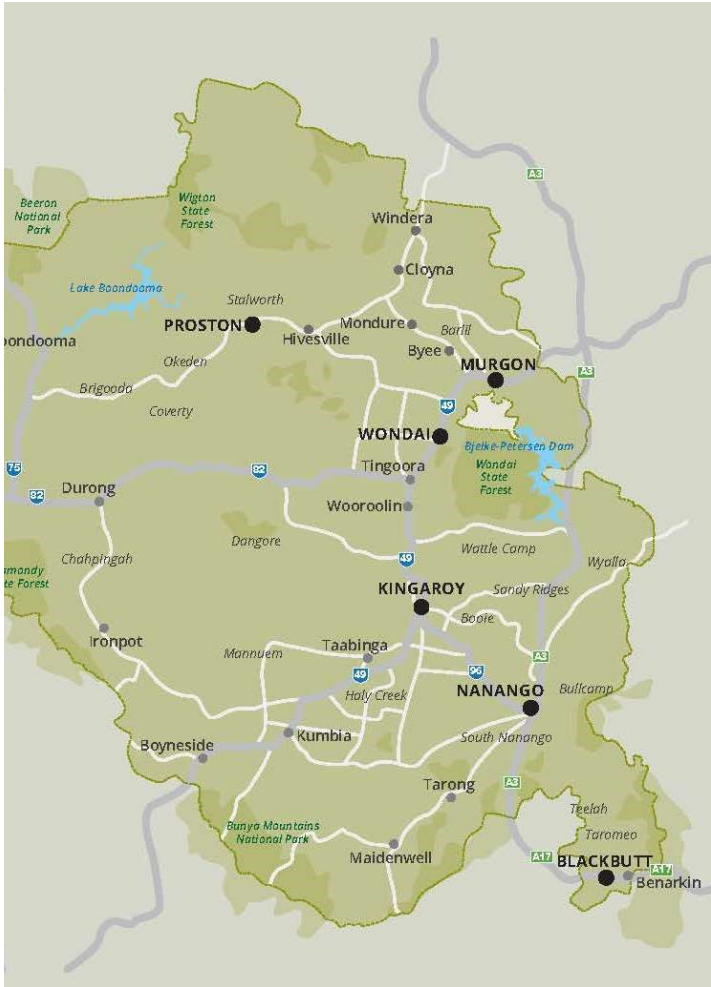 A3
Beeron
National
Park
Wigton
State
Forest
Windera
Cloyna
Lake Boondooma
Stalworth
PROSTON
Hivesville
Mondure
Barlil
oondooma
Okeden
Byee
MURGON
A3
Brigooda
Coverty
49
WONDAI
Bjelke-Petersen Dam
75
82
Tingoora
Wondai
State
Forest
82
Durong
Wooroolin
Dangore
Wattle Camp
Chahpingah
49
Wyalla
smondy
te Forest
KINGAROY
Sandy Ridges
Booie
Ironpot
Mannuem
Taabinga
A3
49
96
Haly Creek
NANANGO
Bullcamp
Boyneside
Kumbia
South Nanango
Tarong
A3
Teelah
Bunya Mountains
National Park
Taromeo
Maidenwell
A17
BLACKBUTT
A17
Benarkin